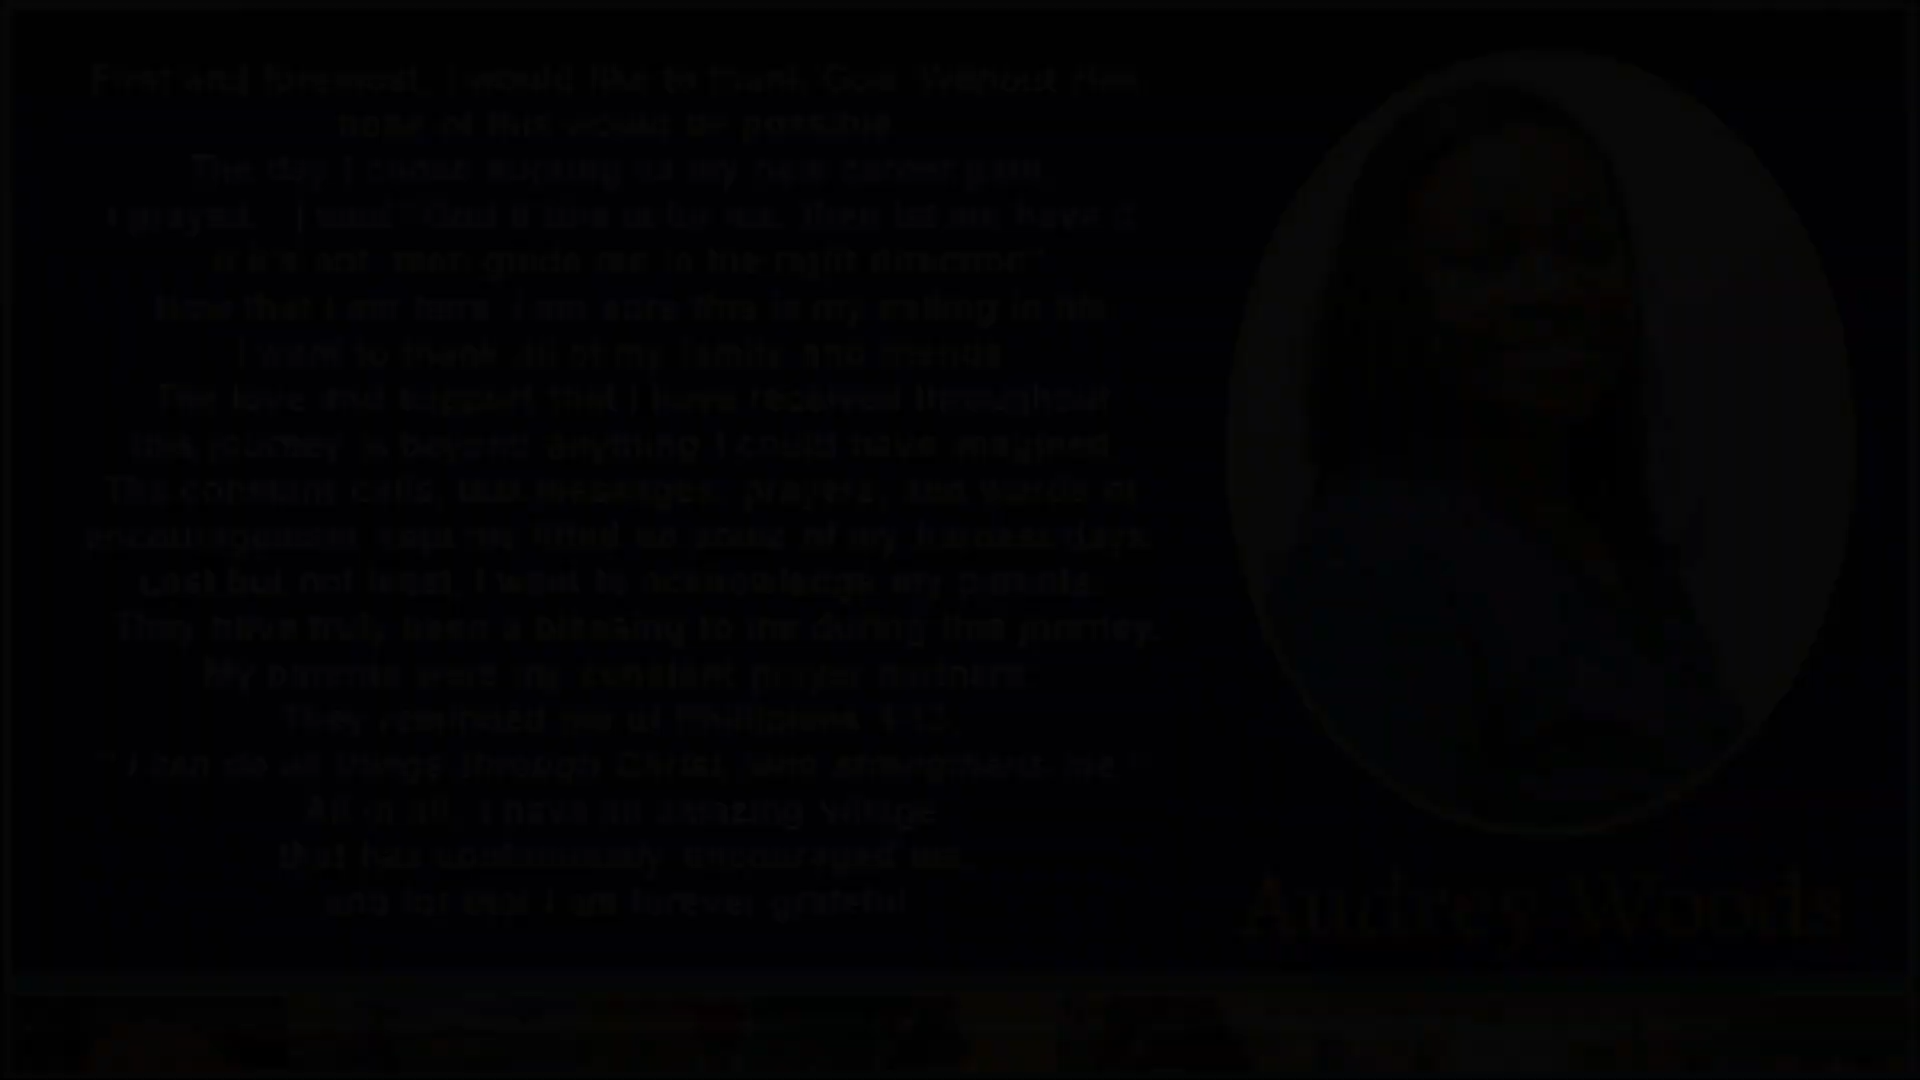 First and foremost, I would like to thank God. Without Him,
none of this would be possible.
The day I chose nursing as my new career path,
I prayed. I said "God if this is for me, then let me have it
if it's not, then guide me in the right direction"
Now that I am here, I am sure this is my calling in life.
I want to thank all of my family and friends
The love and support that I have received throughout
this journey is beyond anything I could have imagined
The constant calls, text messages, prayers, and words of
encouragement kept me lifted on some of my hardest days.
Last but not least, I want to acknowledge my parents.
They have truly been a blessing to me during this journey.
My parents were my constant prayer partners.
They reminded me of Phillipians 4:13
" I can do all things through Christ, who strengthens me "
All in all, I have an amazing village
that has continuously encouraged me,
and for that I am forever grateful
Audrey Woods